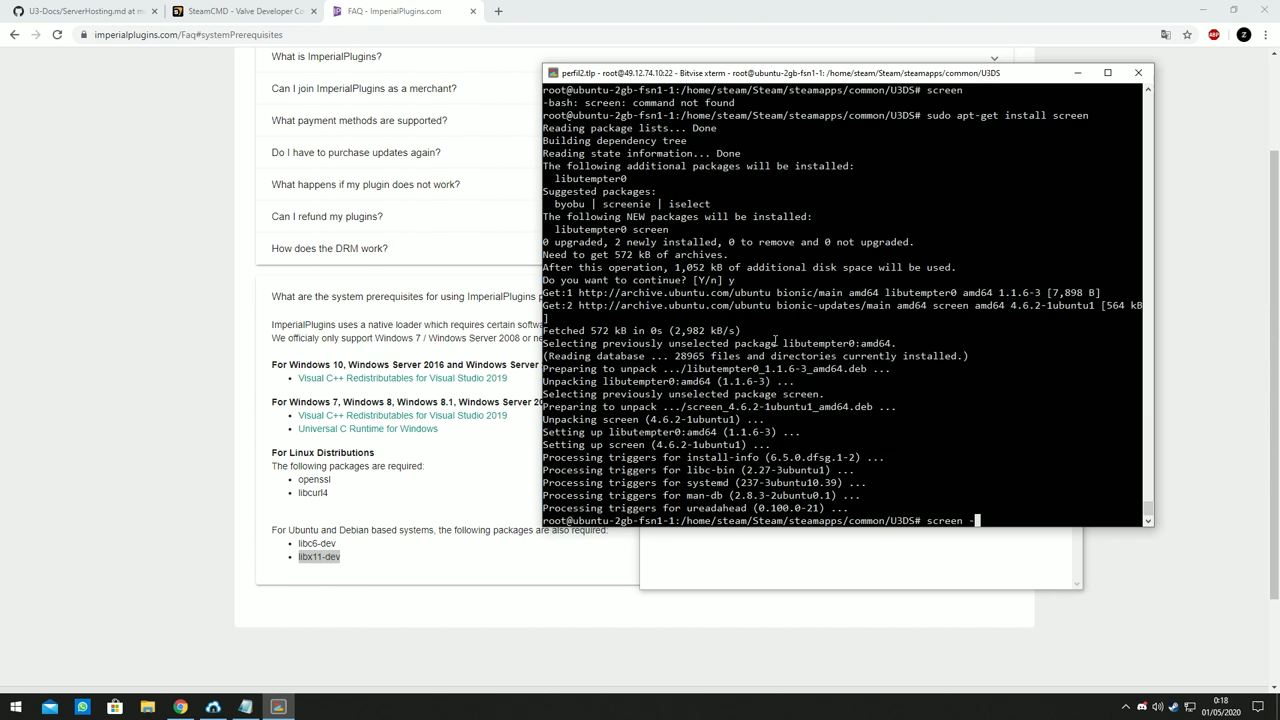 U3-Docs/ServerHosting.md at m
SteamCMD - Valve Developer Co
FAQ - ImperialPlugins.com
imperialplugins.com/Faq#systemPrerequisites
What is ImperialPlugins?
Can I join ImperialPlugins as a merchant?
What payment methods are supported?
Do I have to purchase updates again?
What happens if my plugin does not work?
Can I refund my plugins?
How does the DRM work?
What are the system prerequisites for using ImperialPlugins p
ImperialPlugins uses a native loader which requires certain softwa
We officialy only support Windows 7 / Windows Server 2008 or ne
For Windows 10, Windows Server 2016 and Windows Server
Visual C++ Redistributables for Visual Studio 2019
For Windows 7, Windows 8, Windows 8.1, Windows Server 20
Visual C++ Redistributables for Visual Studio 2019
Universal C Runtime for Windows
For Linux Distributions
The following packages are required:
openssl
libcurl4
For Ubuntu and Debian based systems, the following packages are also required:
libc6-dev
libx11-dev
perfil2.tlp - root@49.12.74.10:22 - Bitvise xterm - root@ubuntu-2gb-fsn1-1: /home/steam/Steam/steamapps/common/U3DS
root@ubuntu-2gb-fsn1-1:/home/steam/Steam/steamapps/common/U3DS# screen
-bash: screen: command not found
root@ubuntu-2gb-fsn1-1:/home/steam/Steam/steamapps/common/U3DS# sudo apt-get install screen
Reading package lists... Done
Building dependency tree
Reading state information... Done
The following additional packages will be installed:
libutempter0
Suggested packages:
byobu | screenie | iselect
The following NEW packages will be installed:
libutempter0 screen
0 upgraded, 2 newly installed, 0 to remove and 0 not upgraded.
Need to get 572 kB of archives.
After this operation, 1,052 kB of additional disk space will be used.
Do you want to continue? [Y/n] y
Get:1 http://archive.ubuntu.com/ubuntu bionic/main amd64 libutempter0 amd64 1.1.6-3 [7,898 B]
Get:2 http://archive.ubuntu.com/ubuntu bionic-updates/main amd64 screen amd64 4.6.2-1ubuntu1 [564 kB
]
Fetched 572 kB in 0s (2,982 kB/s)
Selecting previously unselected package libutempter0:amd64.
(Reading database ... 28965 files and directories currently installed.)
Preparing to unpack .../libutempter0_1.1.6-3_amd64.deb ...
Unpacking libutempter0:amd64 (1.1.6-3) ...
Selecting previously unselected package screen.
Preparing to unpack .../screen_4.6.2-1ubuntu1_amd64.deb ...
Unpacking screen (4.6.2-1ubuntu1) ...
Setting up libutempter0:amd64 (1.1.6-3) ...
Setting up screen (4.6.2-1ubuntu1) ...
Processing triggers for install-info (6.5.0.dfsg.1-2) ...
Processing triggers for libc-bin (2.27-3ubuntu1) ...
Processing triggers for systemd (237-3ubuntu10.39) ...
Processing triggers for man-db (2.8.3-2ubuntu0.1) ...
Processing triggers for ureadahead (0.100.0-21) ...
root@ubuntu-2gb-fsn1-1:/home/steam/Steam/steamapps/common/U3DS# screen -
0:18
01/05/2020